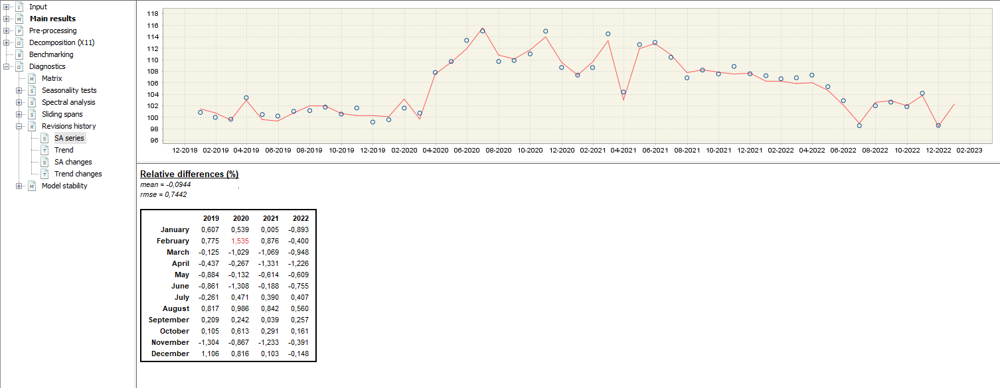 Input
Main results
Pre-processing
Decomposition (X11)
Benchmarking
Diagnostics
Matrix
Seasonality tests
Spectral analysis
Sliding spans
Revisions history
SA series
Trend
SA changes
Trend changes
Model stability
118
116
114
112
110
108
106
104
102
100
98
96
12-2018 02-2019 04-2019 06-2019 08-2019 10-2019 12-2019 02-2020 04-2020 06-2020 08-2020 10-2020 12-2020 02-2021 04-2021 06-2021 08-2021 10-2021 12-2021 02-2022 04-2022 06-2022 08-2022 10-2022 12-2022 02-2023
Relative differences (%)
mean = -0,0944
rmse = 0,7442
2019 2020 2021 2022
January 0,607 0,539 0,005 -0,893
February 0,775 1,535 0,876 -0,400
March -0,125 -1,029 -1,069 -0,948
April -0,437 -0,267 -1,331 -1,226
May -0,884 -0,132 -0,614 -0,609
June -0,861 -1,308 -0,188 -0,755
July -0,261 0,471 0,390 0,407
August 0,817 0,986 0,842 0,560
September 0,209 0,242 0,039 0,257
October 0,105 0,613 0,291 0,161
November -1,304 -0,867 -1,233 -0,391
December 1,106 0,816 0,103 -0,148